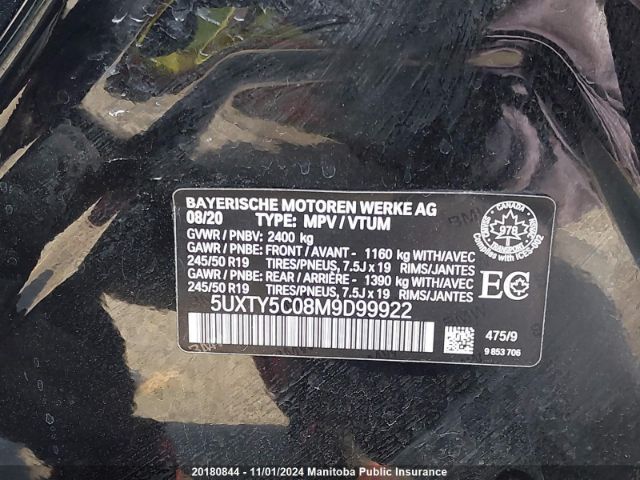 BAYERISCHE MOTOREN WERKE AG
08/20 TYPE: MPV / VTUM
GVWR / PNBV: 2400 kg
GAWR / PNBE: FRONT / AVANT - 1160 kg WITH/AVEC
245/50 R19 TIRES/PNEUS, 7.5J x 19 RIMS/JANTES
GAWR / PNBE: REAR / ARRIÈRE - 1390 kg WITH/AVEC
245/50 R19 TIRES/PNEUS, 7.5J x 19 RIMS/JANTES
5UXTY5C08M9D99922
CANADA
978
TRANSPORT
EC
475/9
9 853 706
20180844 - 11/01/2024 Manitoba Public Insurance